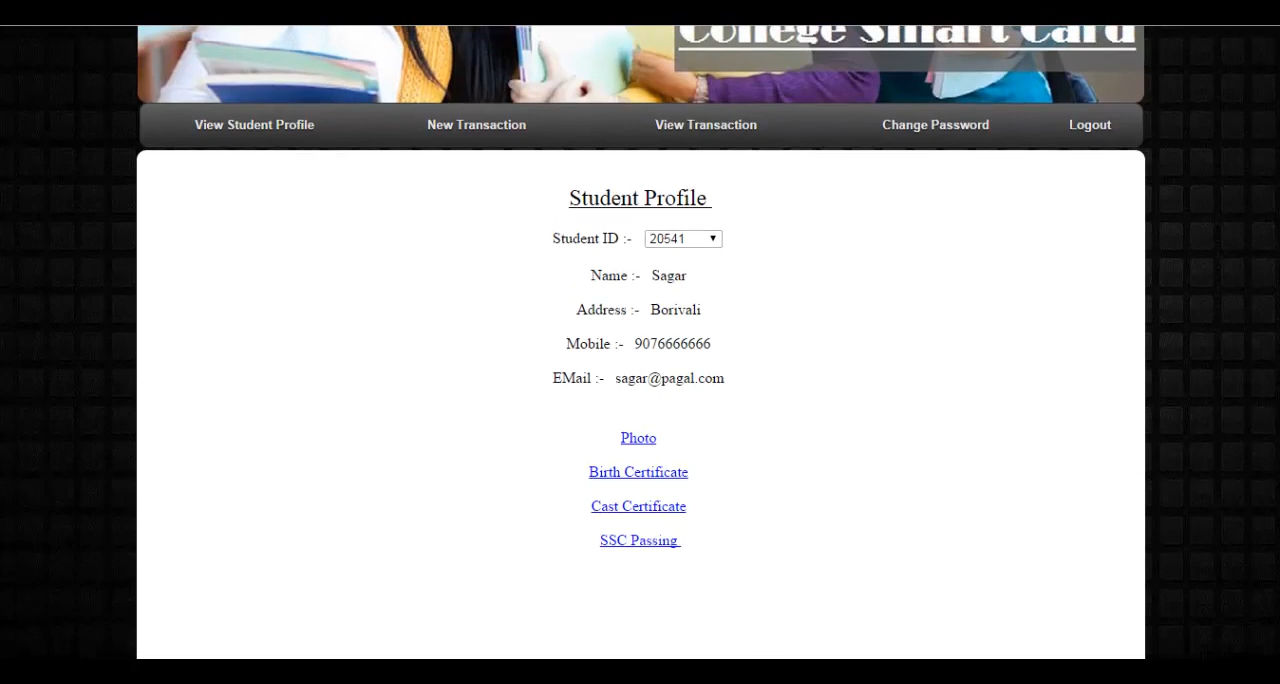 College Smart Card
View Student Profile New Transaction View Transaction Change Password Logout
Student Profile
Student ID :- 20541
Name :- Sagar
Address :- Borivali
Mobile :- 9076666666
EMail :- sagar@pagal.com
Photo
Birth Certificate
Cast Certificate
SSC Passing